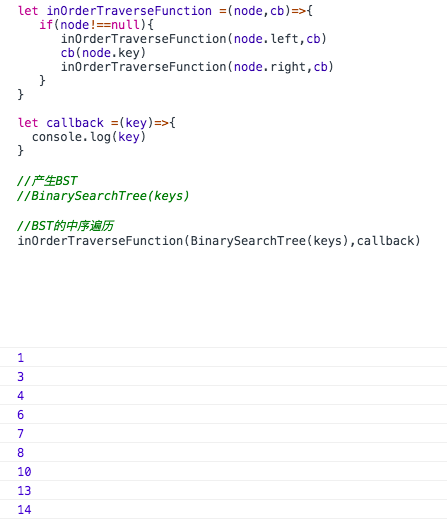 let inOrderTraverseFunction =(node,cb)=>{
if(node!==null){
inOrderTraverseFunction(node.left,cb)
cb(node.key)
inOrderTraverseFunction(node.right,cb)
}
}
let callback =(key)=>{
console.log(key)
}
//产生BST
//BinarySearchTree(keys)
//BST的中序遍历
inOrderTraverseFunction(BinarySearchTree(keys),callback)
1
3
4
6
7
8
10
13
14